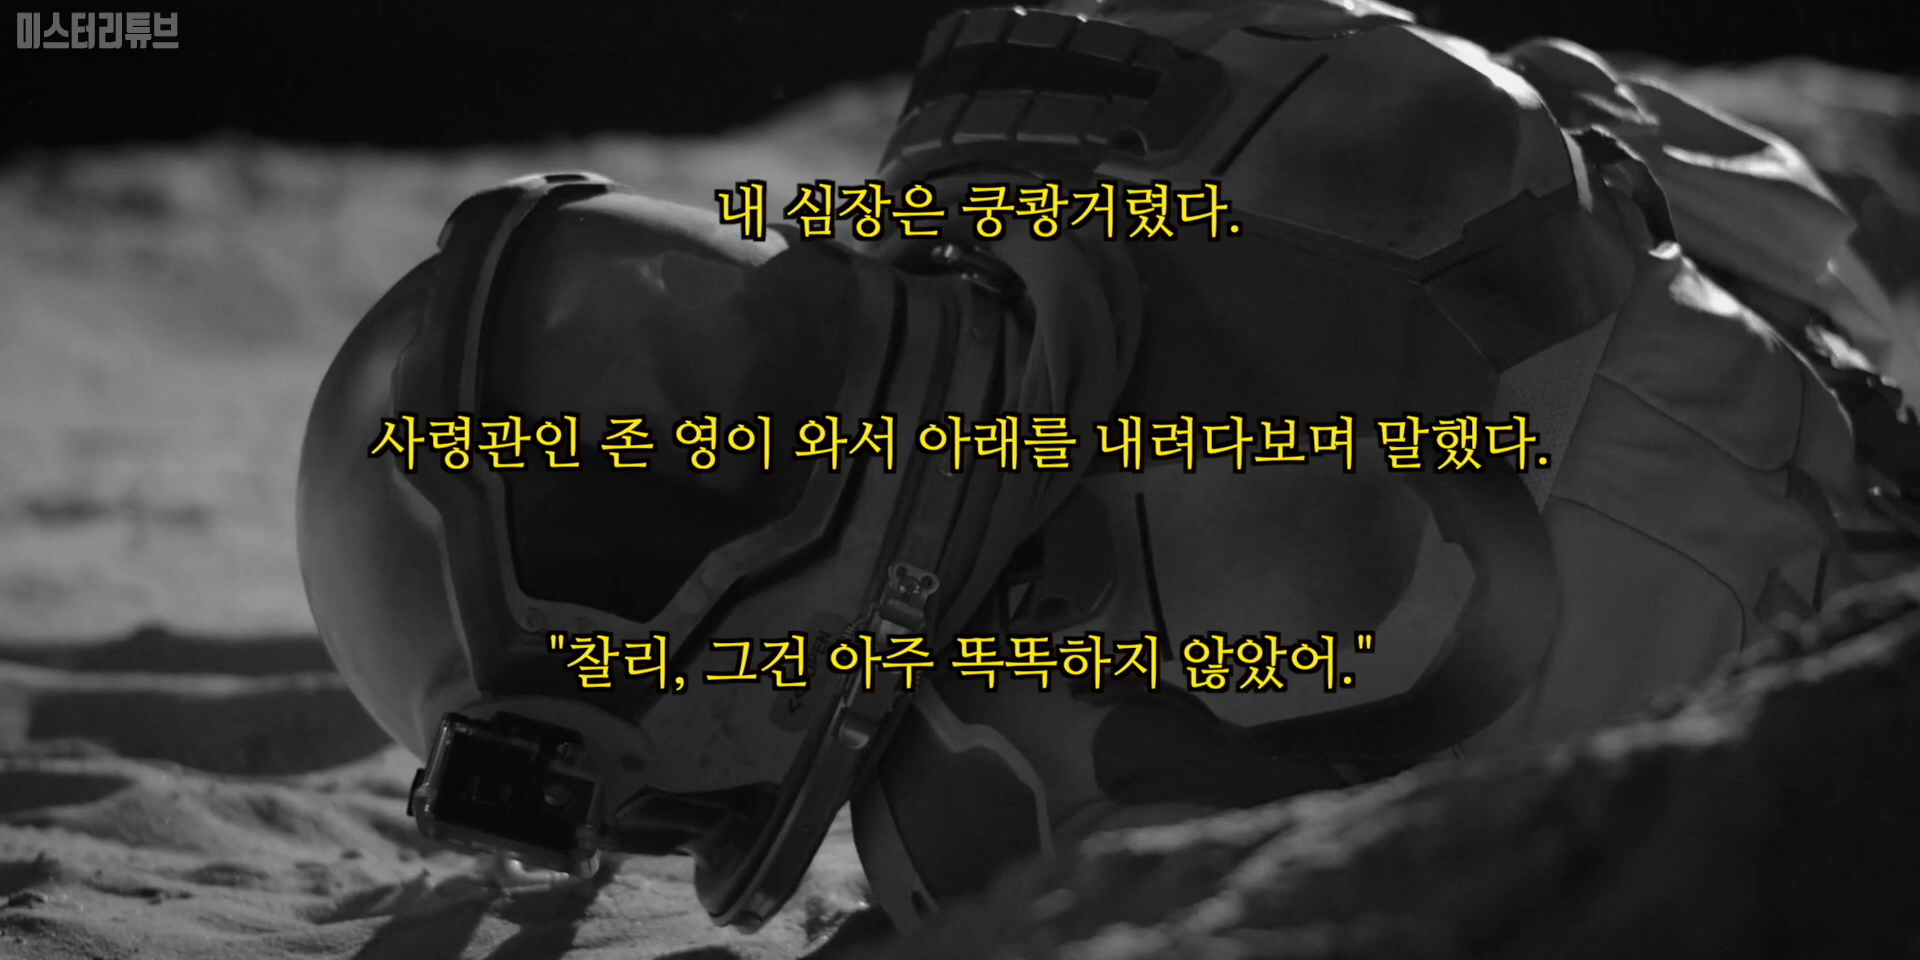 미스터리튜브
내 심장은 쿵쾅거렸다.
사령관인 존 영이 와서 아래를 내려다보며 말했다.
OPEN
"찰리, 그건 아주 똑똑하지 않았어."